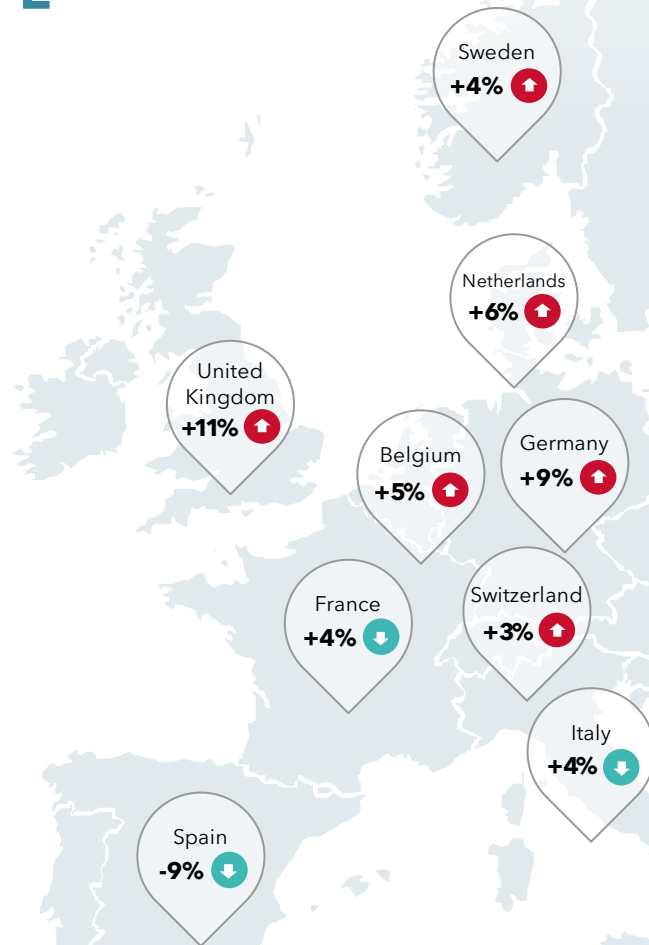 Sweden
+4%
Netherlands
+6%
United
Kingdom
+11%
Belgium
+5%
Germany
+9%
France
+4%
Switzerland
+3%
Italy
+4%
Spain
-9%